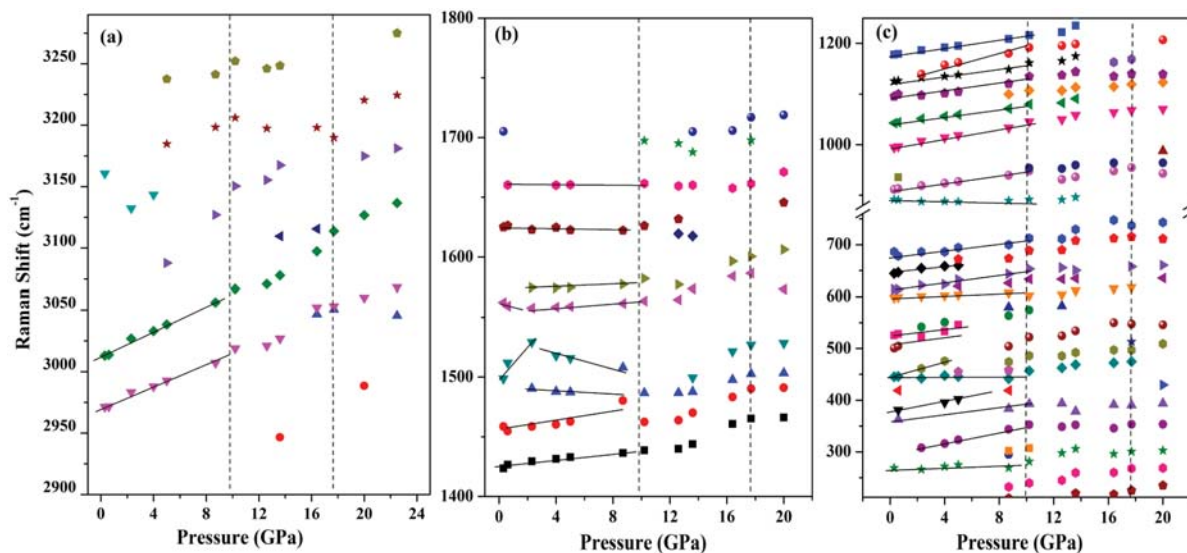 (a)
3250
3200
3150
3100
3050
3000
2950
2900
0 4 8 12 16 20 24
Pressure (GPa)
Raman Shift (cm-1)
(b)
1800
1700
1600
1500
1400
0 4 8 12 16 20
Pressure (GPa)
(c)
1200
1000
700
600
500
400
300
0 4 8 12 16 20
Pressure (GPa)